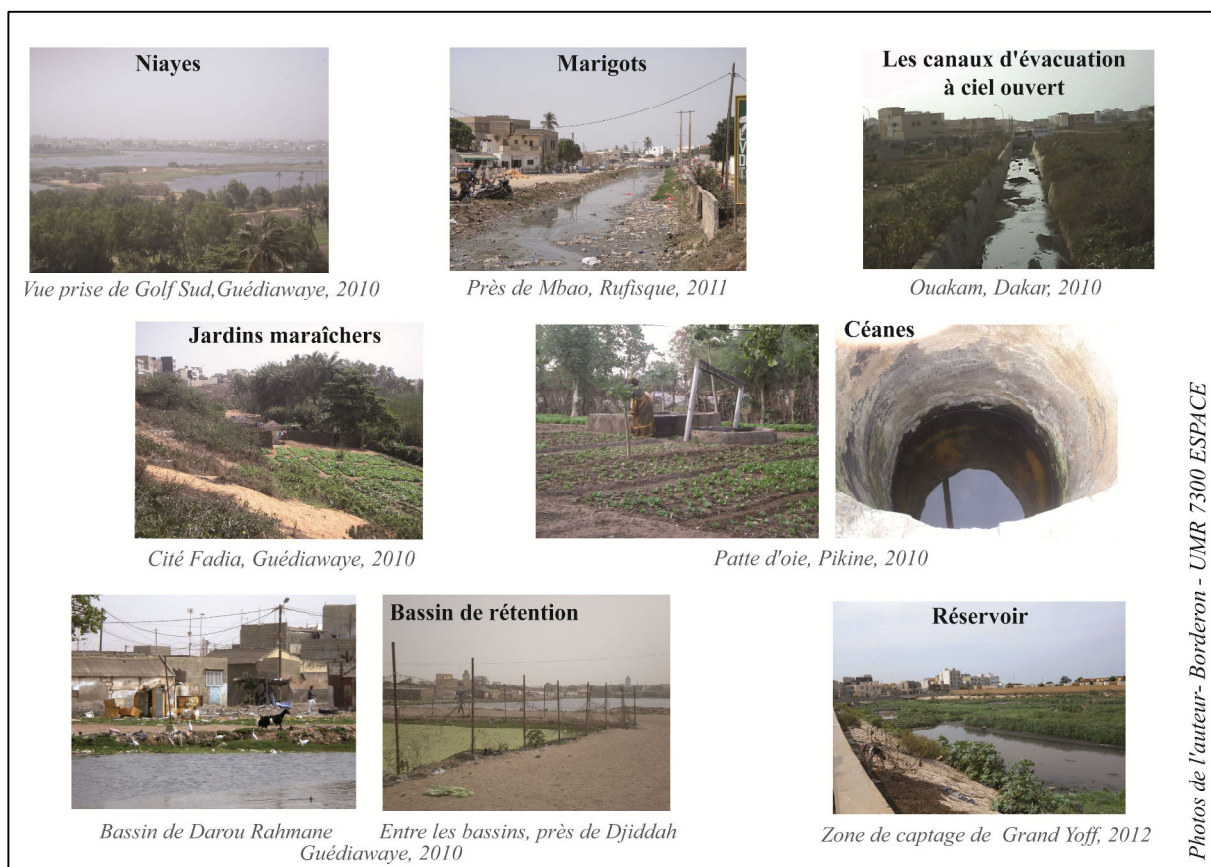 Niayes
Vue prise de Golf Sud,Guédiawaye, 2010
Marigots
Près de Mbao, Rufisque, 2011
Les canaux d'évacuation
à ciel ouvert
Ouakam, Dakar, 2010
Jardins maraîchers
Cité Fadia, Guédiawaye, 2010
Céanes
Patte d'oie, Pikine, 2010
Bassin de rétention
Bassin de Darou Rahmane
Entre les bassins, près de Djiddah
Guédiawaye, 2010
Réservoir
Zone de captage de Grand Yoff, 2012
Photos de l'auteur- Borderon - UMR 7300 ESPACE